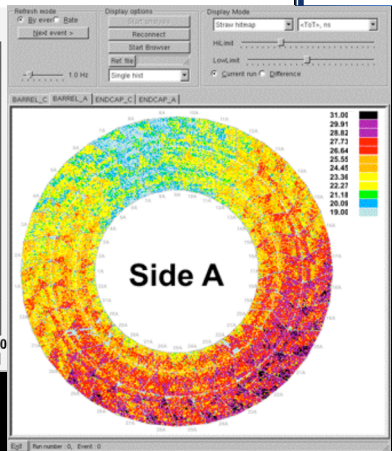 Refresh mode
By event Rate
Next event >
1.0 Hz
Display options
Start analysis
Reconnect
Start Browser
Ref. file
Single hist
Display Mode
Straw hitmap
<ToT>, ns
HiLimit
LowLimit
Current run Difference
BARREL_C BARREL_A ENDCAP_C ENDCAP_A
31.00
29.91
28.82
27.73
26.64
25.55
24.45
23.36
22.27
21.18
20.09
19.00
Side A
0
Exit Run number : 0, Event : 0